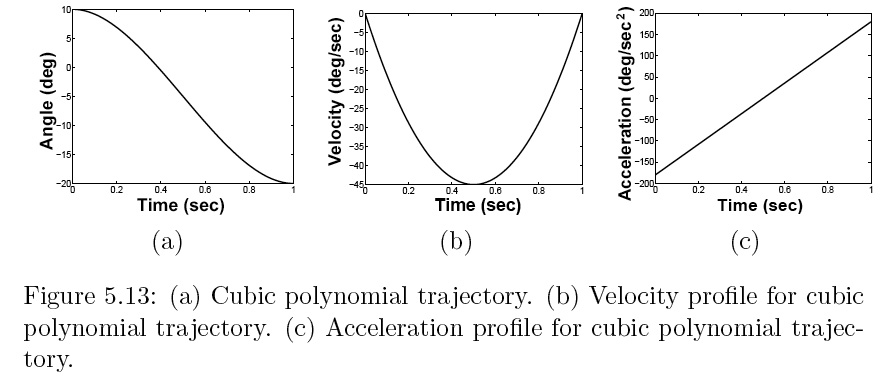 10
5
0
−5
−10
−15
−20
0 0.2 0.4 0.6 0.8 1
Angle (deg)
Time (sec)
(a)
0
−5
−10
−15
−20
−25
−30
−35
−40
−45
0 0.2 0.4 0.6 0.8 1
Velocity (deg/sec)
Time (sec)
(b)
200
150
100
50
0
−50
−100
−150
−200
0 0.2 0.4 0.6 0.8 1
Acceleration (deg/sec²)
Time (sec)
(c)
Figure 5.13: (a) Cubic polynomial trajectory. (b) Velocity profile for cubic
polynomial trajectory. (c) Acceleration profile for cubic polynomial trajec-
tory.